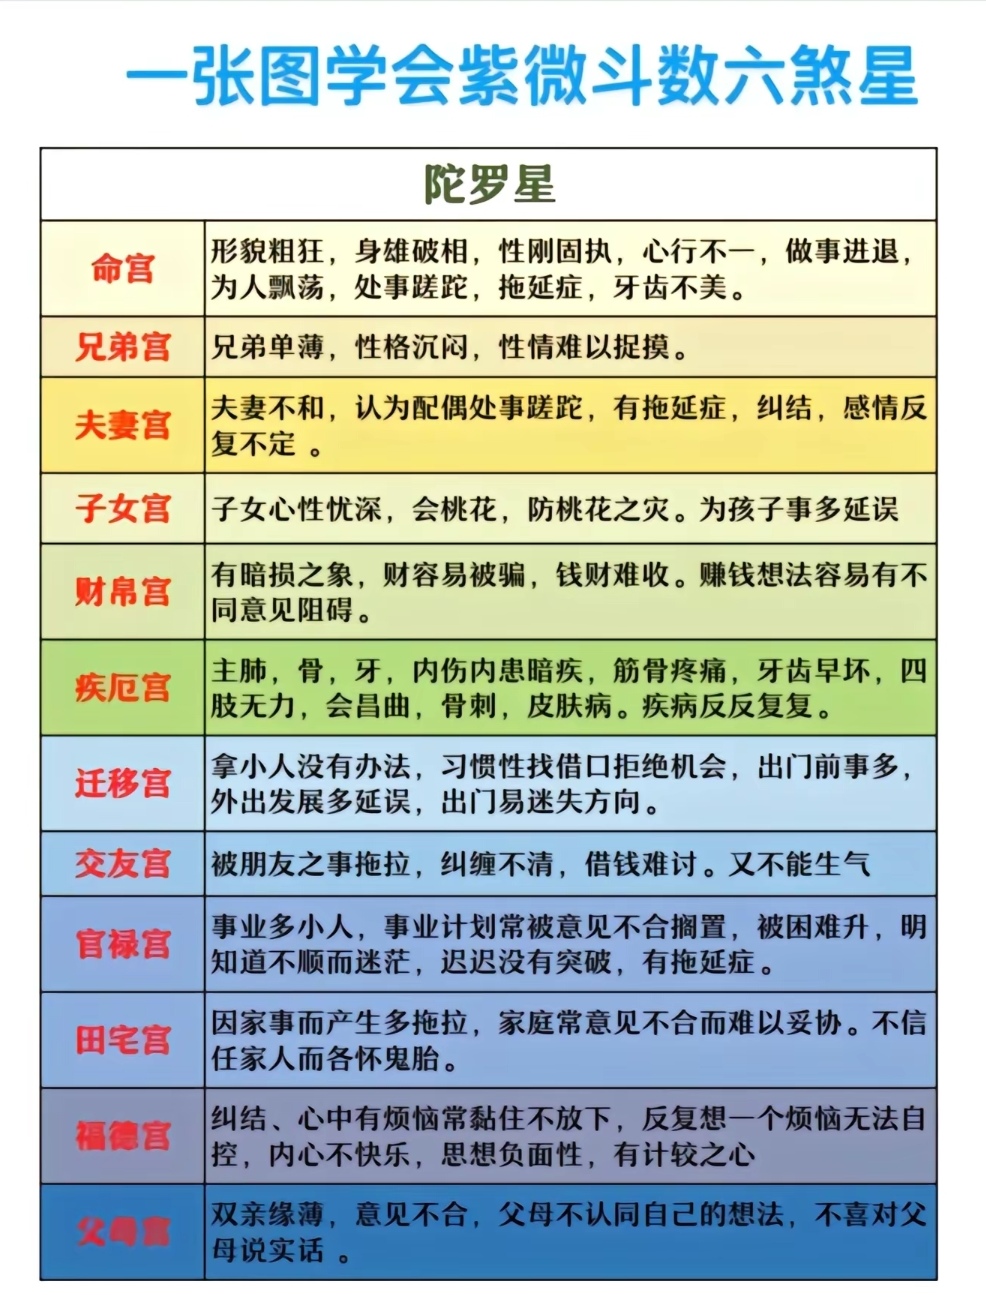 一张图学会紫微斗数六煞星
陀罗星
命宫
形貌粗狂，身雄破相，性刚固执，心行不一，做事进退，
为人飘荡，处事蹉跎，拖延症，牙齿不美。
兄弟宫
兄弟单薄，性格沉闷，性情难以捉摸。
夫妻宫
夫妻不和，认为配偶处事蹉跎，有拖延症，纠结，感情反
复不定 。
子女宫
子女心性忧深，会桃花，防桃花之灾。为孩子事多延误
财帛宫
有暗损之象，财容易被骗，钱财难收。赚钱想法容易有不
同意见阻碍。
疾厄宫
主肺，骨，牙，内伤内患暗疾，筋骨疼痛，牙齿早坏，四
肢无力，会昌曲，骨刺，皮肤病。疾病反反复复。
迁移宫
拿小人没有办法，习惯性找借口拒绝机会，出门前事多，
外出发展多延误，出门易迷失方向。
交友宫
被朋友之事拖拉，纠缠不清，借钱难讨。又不能生气
官禄宫
事业多小人，事业计划常被意见不合搁置，被困难升，明
知道不顺而迷茫，迟迟没有突破，有拖延症。
田宅宫
因家事而产生多拖拉，家庭常意见不合而难以妥协。不信
任家人而各怀鬼胎。
福德宫
纠结、心中有烦恼常黏住不放下，反复想一个烦恼无法自
控，内心不快乐，思想负面性，有计较之心
父母宫
双亲缘薄，意见不合，父母不认同自己的想法，不喜对父
母说实话 。